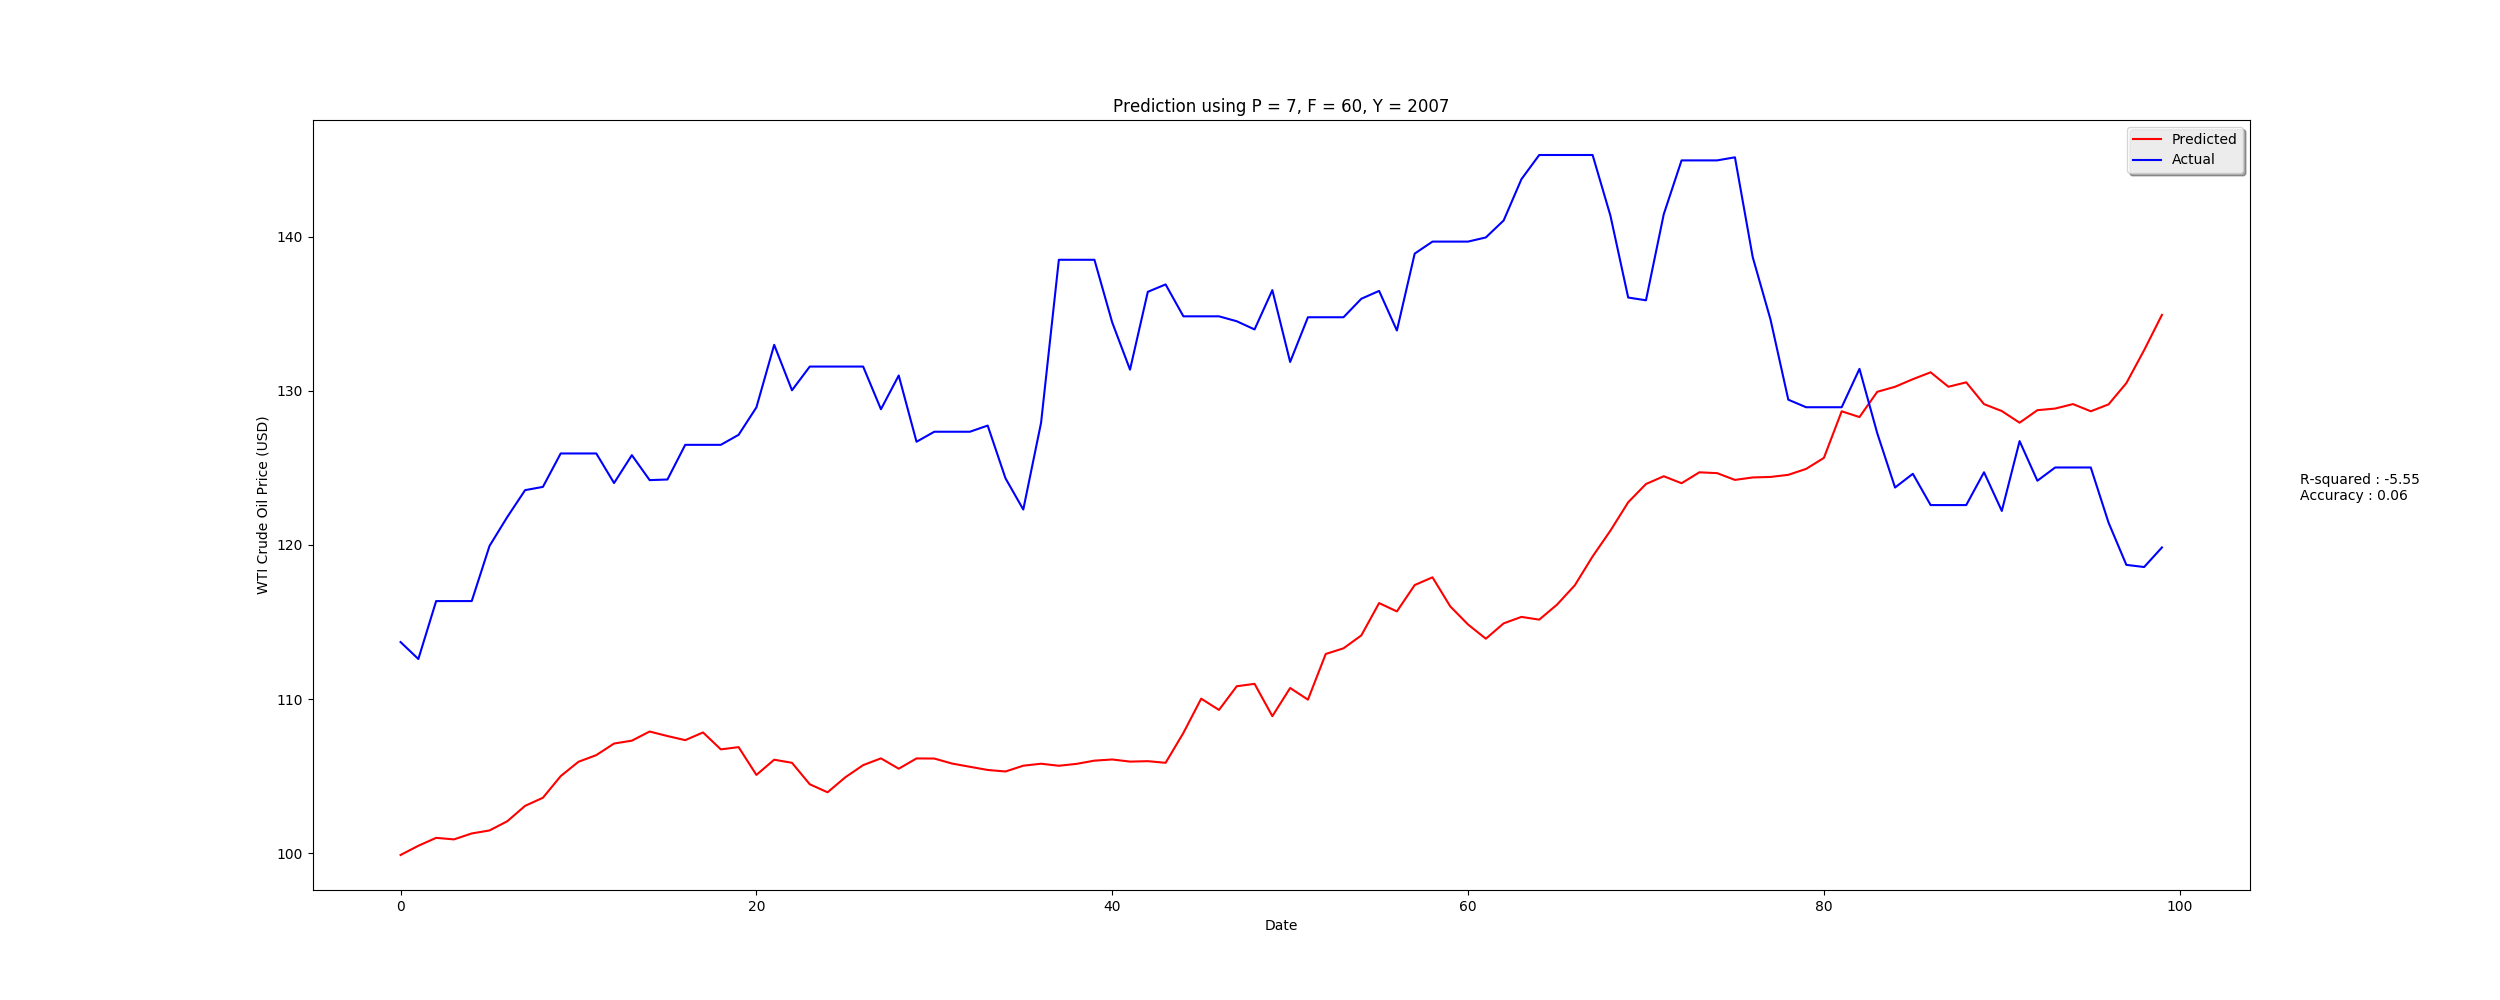 Prediction using P = 7, F = 60, Y = 2007
Predicted
Actual
140
130
120
110
100
WTI Crude Oil Price (USD)
R-squared : -5.55
Accuracy : 0.06
0 20 40 60 80 100
Date